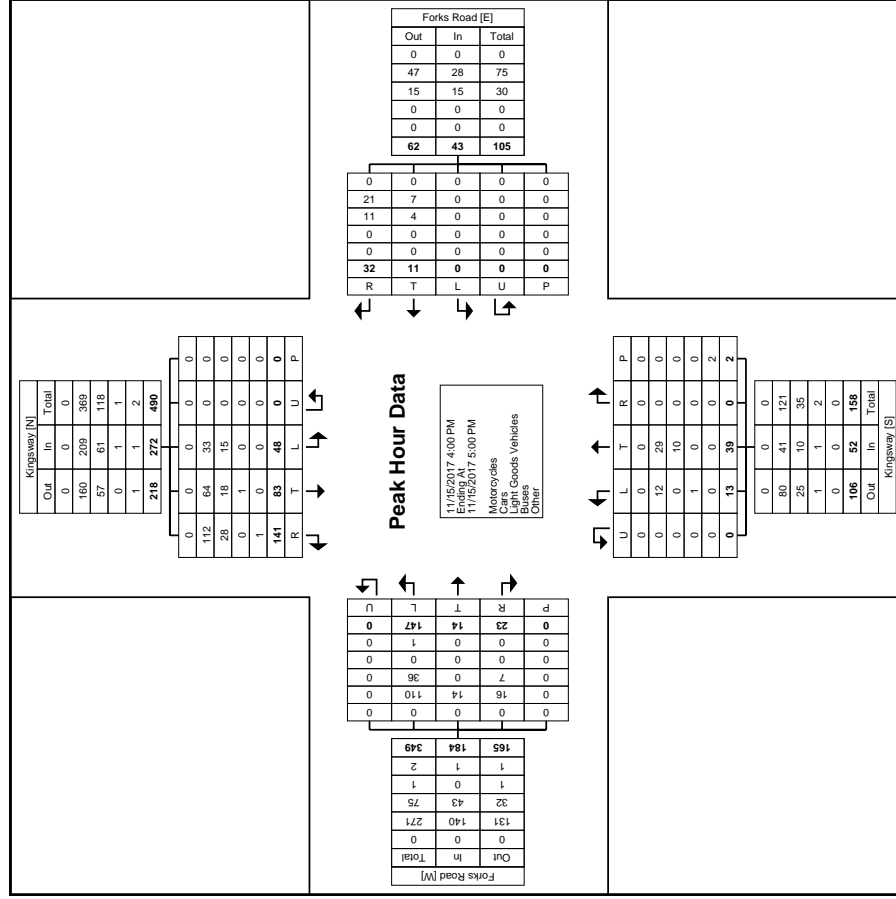 Forks Road [E]
Out In Total
0 0 0
47 28 75
15 15 30
0 0 0
0 0 0
62 43 105
0 0 0 0 0
21 7 0 0 0
11 4 0 0 0
0 0 0 0 0
0 0 0 0 0
32 11 0 0 0
R T L U P
Kingsway [N]
Out In Total
0 0 0
160 209 369
57 61 118
0 1 1
1 1 2
218 272 490
0 0 0 0 0
112 64 33 0 0
28 18 15 0 0
0 0 0 0 0
1 0 0 0 0
141 83 48 0 0
R T L U P
Peak Hour Data
11/15/2017 4:00 PM
Ending At
11/15/2017 5:00 PM
Motorcycles
Cars
Light Goods Vehicles
Buses
Other
U L T R P
0 0 0 0 0
0 12 29 0 0
0 0 10 0 0
0 1 0 0 0
0 0 0 0 2
0 13 39 0 2
0 0 0
80 41 121
25 10 35
1 1 2
0 0 0
106 52 158
Out In Total
Kingsway [S]
Forks Road [W]
Out In Total
0 0 0
131 140 271
32 43 75
1 0 1
1 1 2
165 184 349
0 0 0 0 0
0 16 14 110 0
0 7 0 36 0
0 0 0 0 0
0 0 0 1 0
0 23 14 147 0
P R T L U